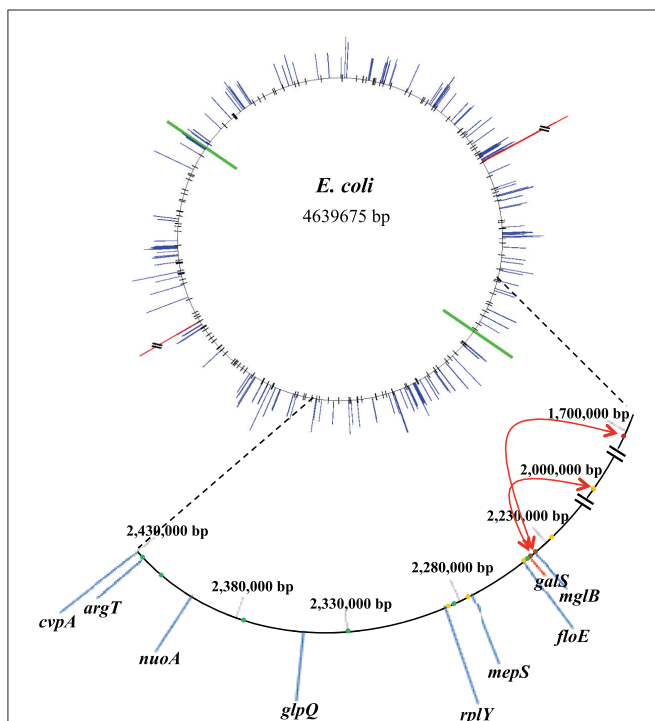 E. coli
4639675 bp
1,700,000 bp
2,000,000 bp
2,230,000 bp
2,430,000 bp
2,280,000 bp
galS
2,380,000 bp
mglB
2,330,000 bp
cvpA
argT
floE
nuoA
mepS
glpQ
rplY